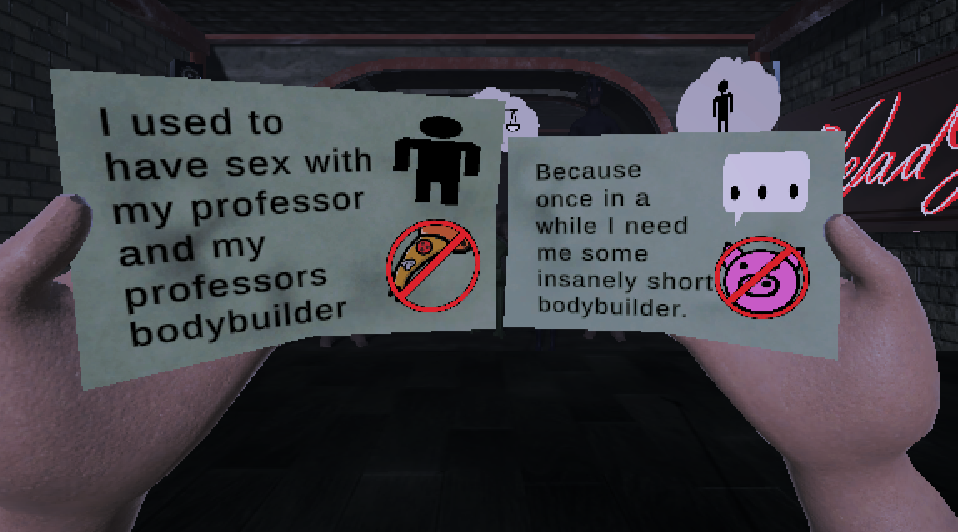 I used to
have sex with
my professor
and my
professors
bodybuilder
Because
once in a
while I need
me some
insanely short
bodybuilder.